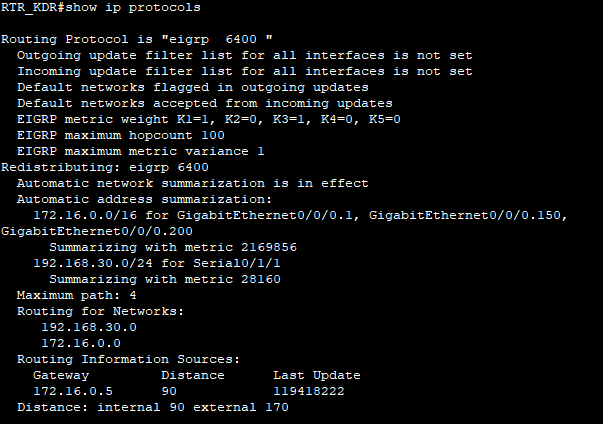 RTR_KDR#show ip protocols
Routing Protocol is "eigrp  6400 "
  Outgoing update filter list for all interfaces is not set
  Incoming update filter list for all interfaces is not set
  Default networks flagged in outgoing updates
  Default networks accepted from incoming updates
  EIGRP metric weight K1=1, K2=0, K3=1, K4=0, K5=0
  EIGRP maximum hopcount 100
  EIGRP maximum metric variance 1
Redistributing: eigrp 6400
  Automatic network summarization is in effect
  Automatic address summarization:
    172.16.0.0/16 for GigabitEthernet0/0/0.1, GigabitEthernet0/0/0.150,
GigabitEthernet0/0/0.200
      Summarizing with metric 2169856
    192.168.30.0/24 for Serial0/1/1
      Summarizing with metric 28160
  Maximum path: 4
  Routing for Networks:
     192.168.30.0
     172.16.0.0
  Routing Information Sources:
    Gateway         Distance      Last Update
    172.16.0.5      90            119418222
  Distance: internal 90 external 170